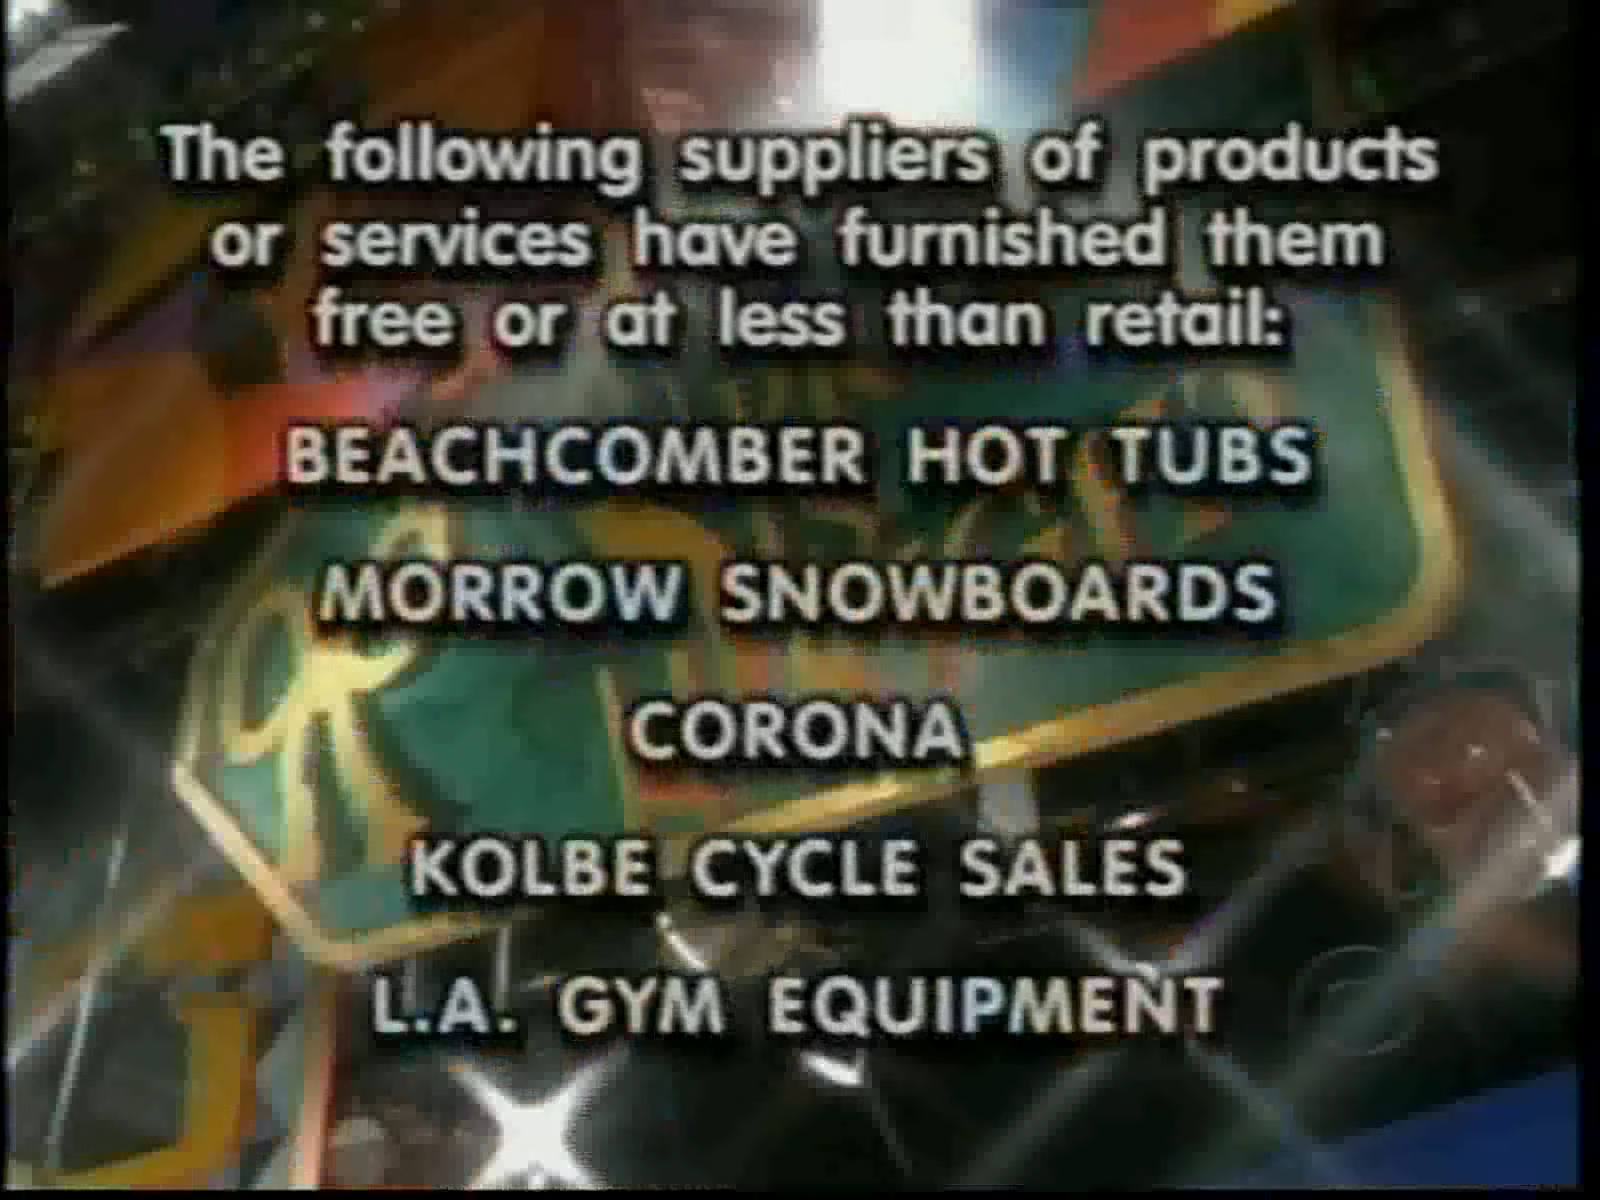 The following suppliers of products
or services have furnished them
free or at less than retail:
BEACHCOMBER HOT TUBS
MORROW SNOWBOARDS
CORONA
KOLBE CYCLE SALES
L.A. GYM EQUIPMENT